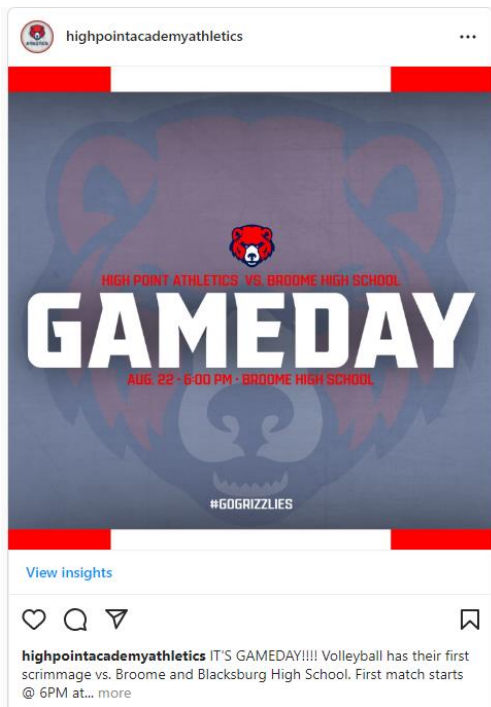 highpointacademyathletics
HIGH POINT ATHLETICS VS. BROOME HIGH SCHOOL
GAMEDAY
AUG. 22 · 6:00 PM · BROOME HIGH SCHOOL
#GOGRIZZLIES
View insights
highpointacademyathletics IT'S GAMEDAY!!!! Volleyball has their first
scrimmage vs. Broome and Blacksburg High School. First match starts
@ 6PM at... more